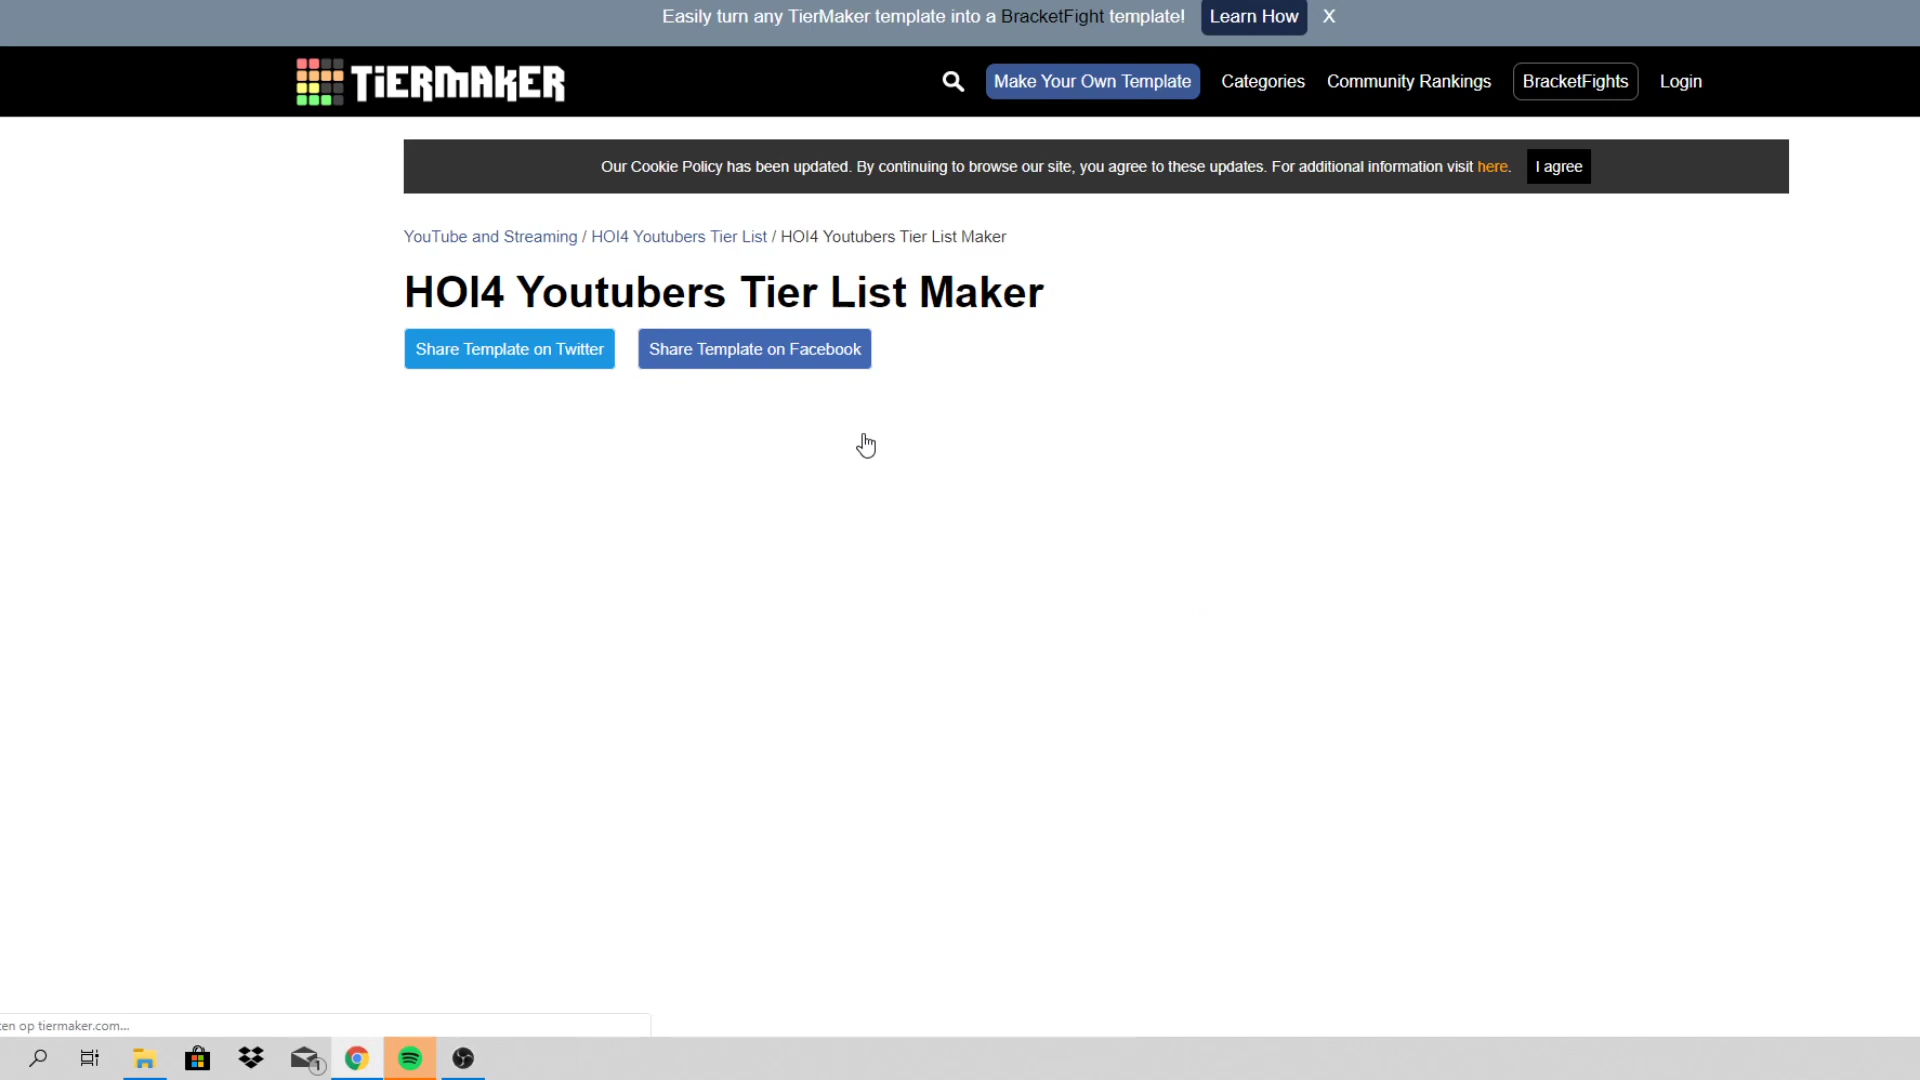 Easily turn any TierMaker template into a BracketFight template! Learn How X
TiERMAKER Make Your Own Template Categories Community Rankings BracketFights Login
Our Cookie Policy has been updated. By continuing to browse our site, you agree to these updates. For additional information visit here. I agree
YouTube and Streaming / HOI4 Youtubers Tier List / HOI4 Youtubers Tier List Maker
HOI4 Youtubers Tier List Maker
Share Template on Twitter Share Template on Facebook
en op tiermaker.com...
1